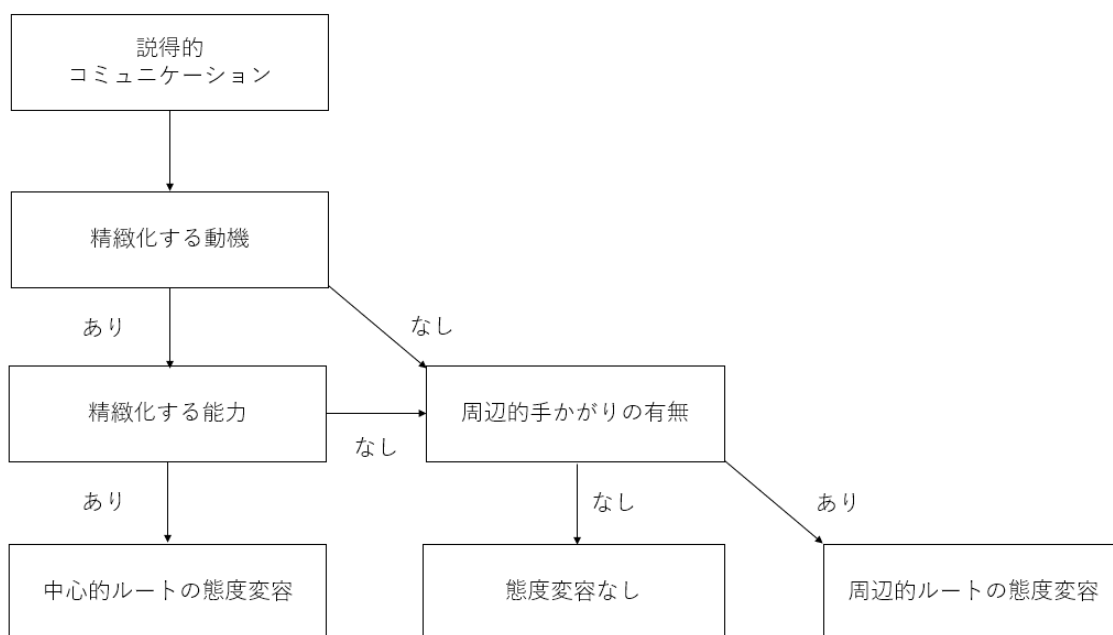 説得的
コミュニケーション
精緻化する動機
あり
なし
精緻化する能力
なし
周辺的手かがりの有無
あり
なし
あり
中心的ルートの態度変容
態度変容なし
周辺的ルートの態度変容